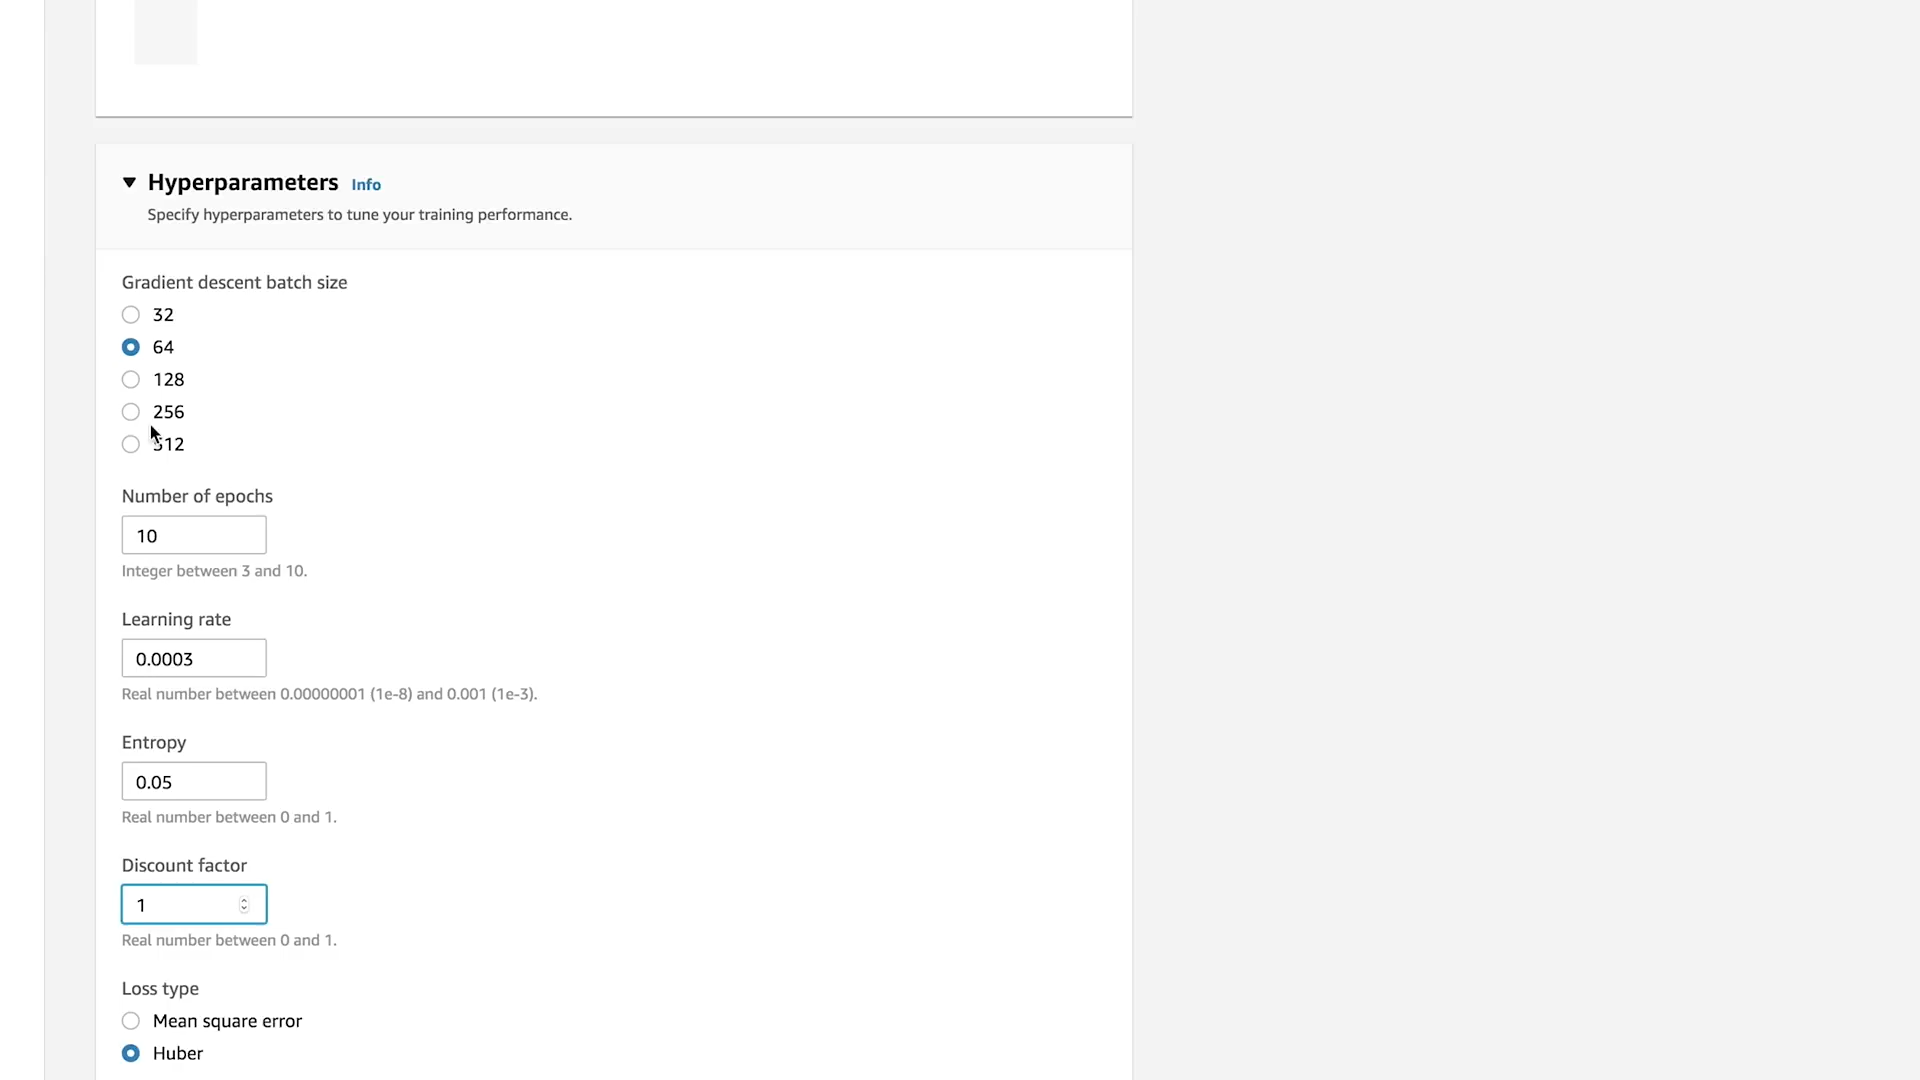 Hyperparameters Info
Specify hyperparameters to tune your training performance.
Gradient descent batch size
32
64
128
256
512
Number of epochs
10
Integer between 3 and 10.
Learning rate
0.0003
Real number between 0.00000001 (1e-8) and 0.001 (1e-3).
Entropy
0.05
Real number between 0 and 1.
Discount factor
1
Real number between 0 and 1.
Loss type
Mean square error
Huber